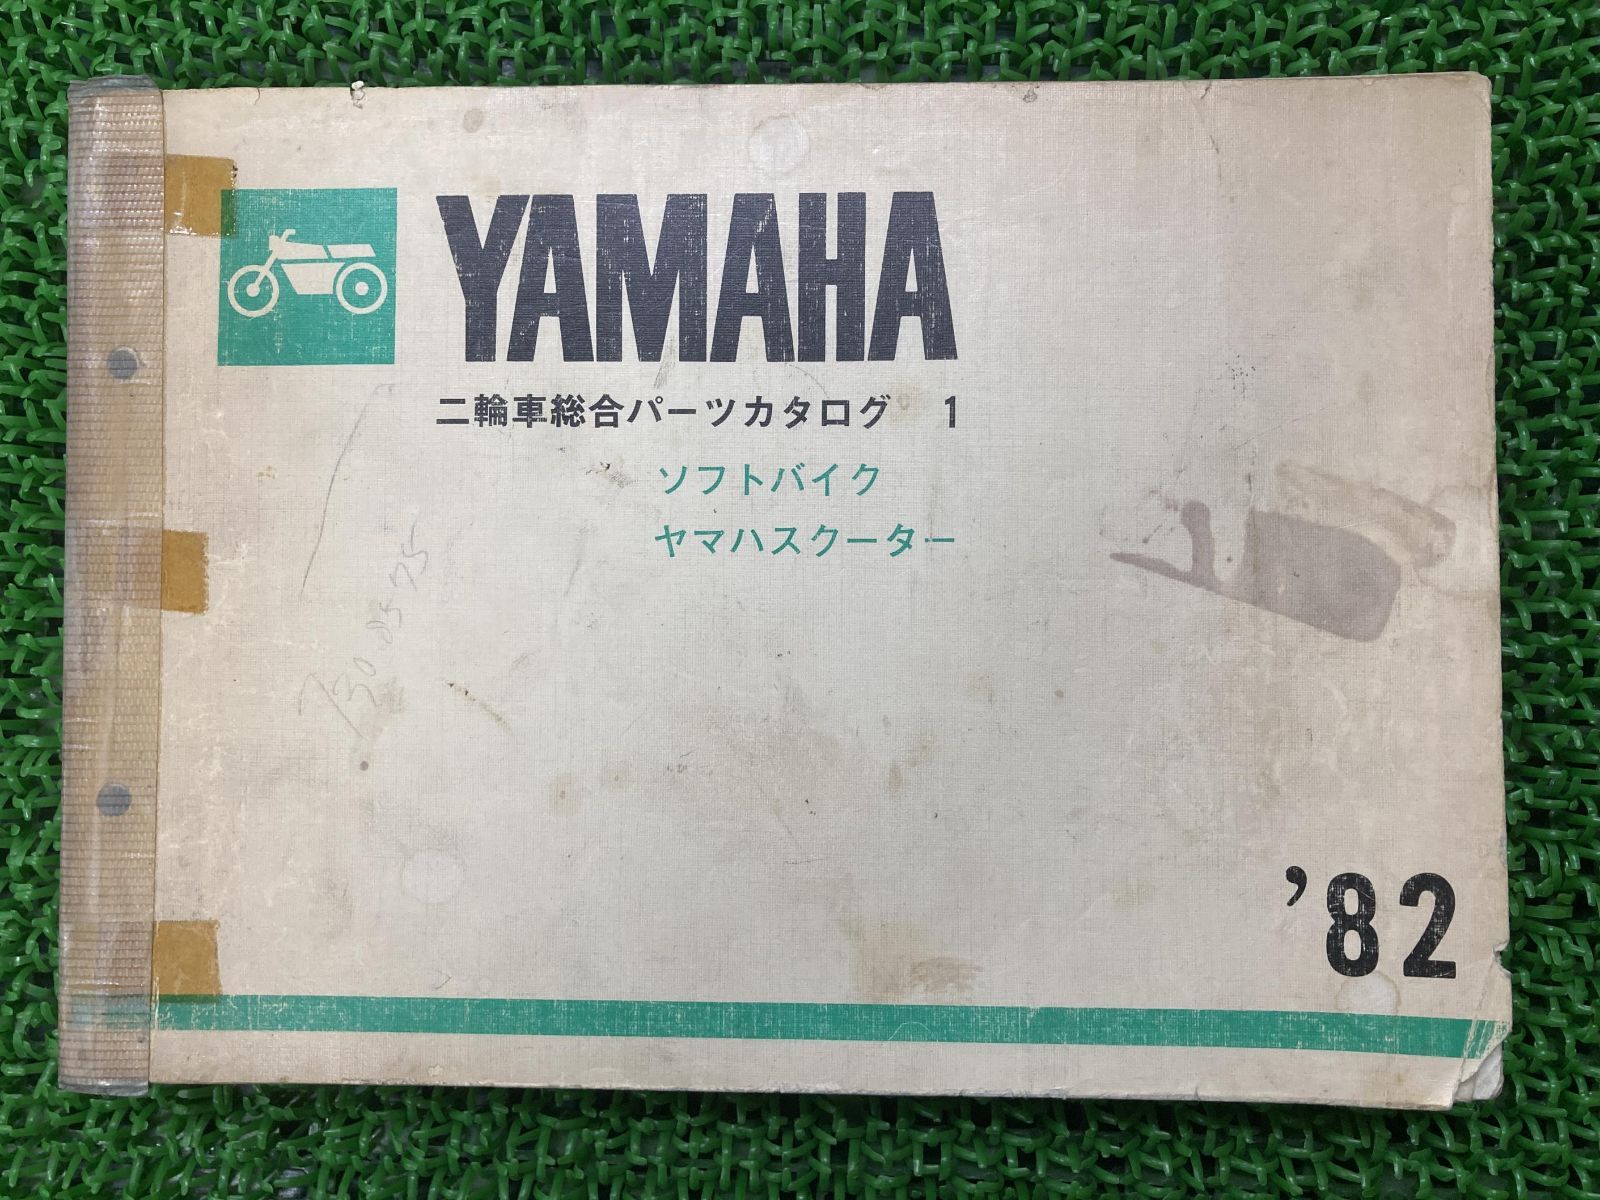 YAMAHA
二輪車総合パーツカタログ 1
ソフトバイク
ヤマハスクーター
'82